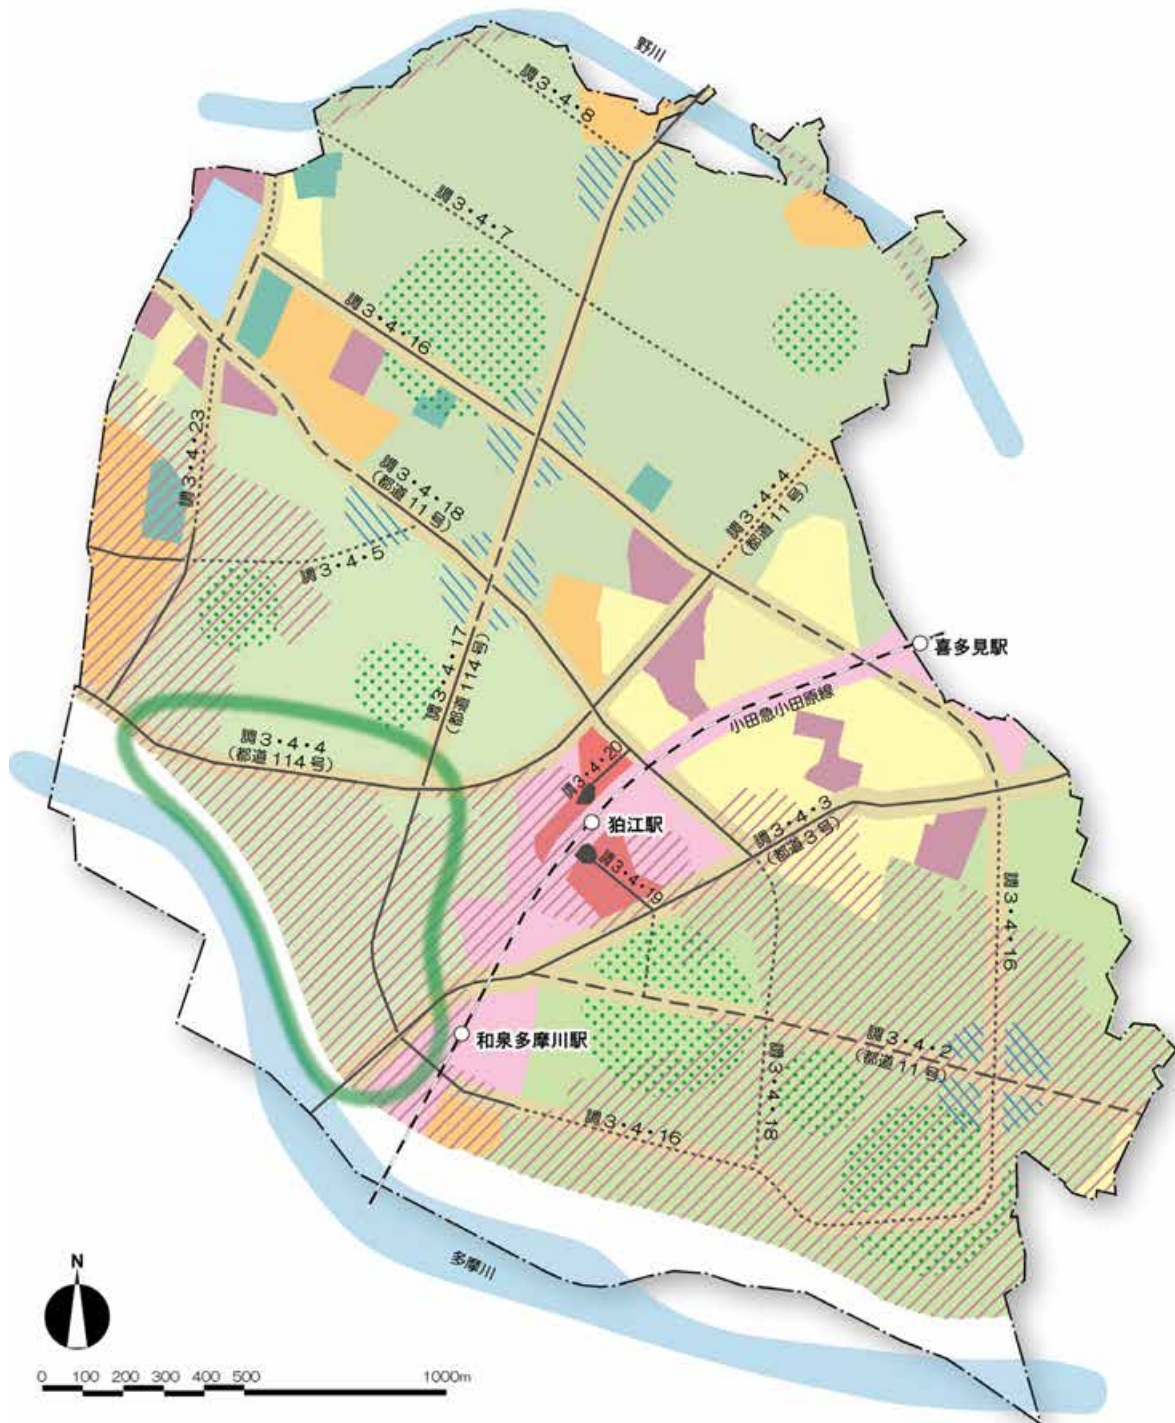 野川
調3・4・8
調3・4・7
調3・4・16
調3・4・23
調3・4・18
(都道11号)
調3・4・4
(都道11号)
調3・4・5
調3・4・17
(都道114号)
喜多見駅
小田急小田原線
調3・4・4
(都道114号)
調3・4・20
狛江駅
調3・4・3
(都道3号)
調3・4・19
調3・4・16
和泉多摩川駅
調3・4・2
(都道11号)
調3・4・18
調3・4・16
多摩川
N
0 100 200 300 400 500 1000m